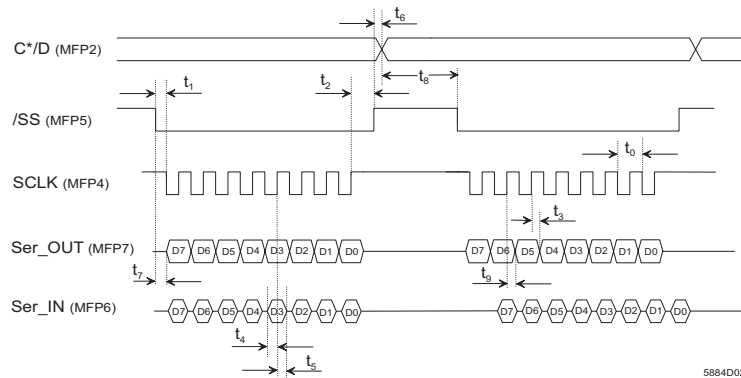 t6
C*/D (MFP2)
t1
t2
t8
/SS (MFP5)
t0
SCLK (MFP4)
t3
Ser_OUT (MFP7)
D7 D6 D5 D4 D3 D2 D1 D0
D7 D6 D5 D4 D3 D2 D1 D0
t7
t9
Ser_IN (MFP6)
D7 D6 D5 D4 D3 D2 D1 D0
D7 D6 D5 D4 D3 D2 D1 D0
t4
t5
5884D02